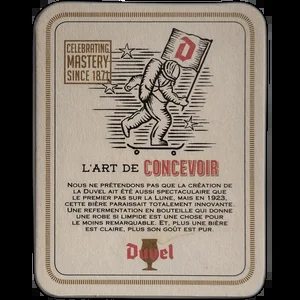 CELEBRATING
MASTERY
SINCE 1871
D
L'ART DE CONCEVOIR
NOUS NE PRÉTENDONS PAS QUE LA CRÉATION DE
LA DUVEL AIT ÉTÉ AUSSI SPECTACULAIRE QUE
LE PREMIER PAS SUR LA LUNE, MAIS EN 1923,
CETTE BIÈRE PARAISSAIT TOTALEMENT INNOVANTE.
UNE REFERMENTATION EN BOUTEILLE QUI DONNE
UNE ROBE SI LIMPIDE EST UNE CHOSE POUR
LE MOINS REMARQUABLE. ET, PLUS UNE BIÈRE
EST CLAIRE, PLUS SON GOÛT EST PUR.
Duvel